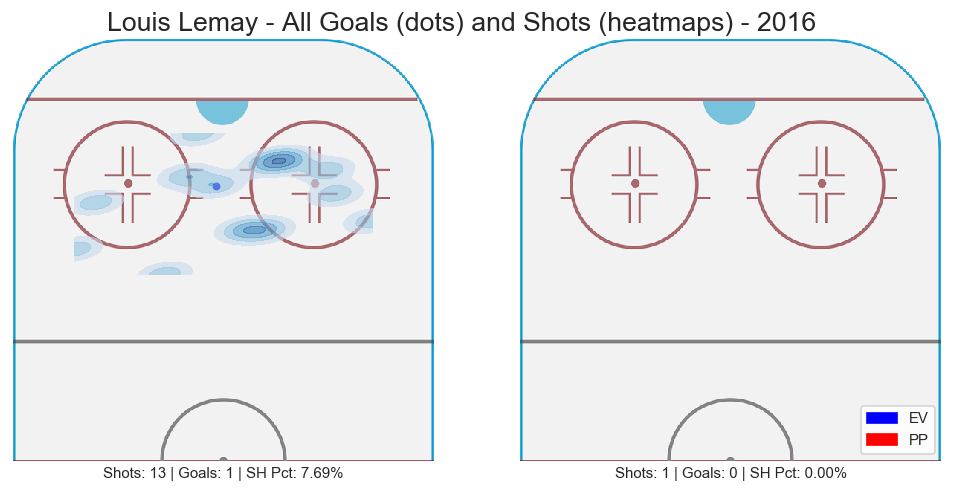 Louis Lemay - All Goals (dots) and Shots (heatmaps) - 2016
EV
PP
Shots: 13 | Goals: 1 | SH Pct: 7.69%
Shots: 1 | Goals: 0 | SH Pct: 0.00%